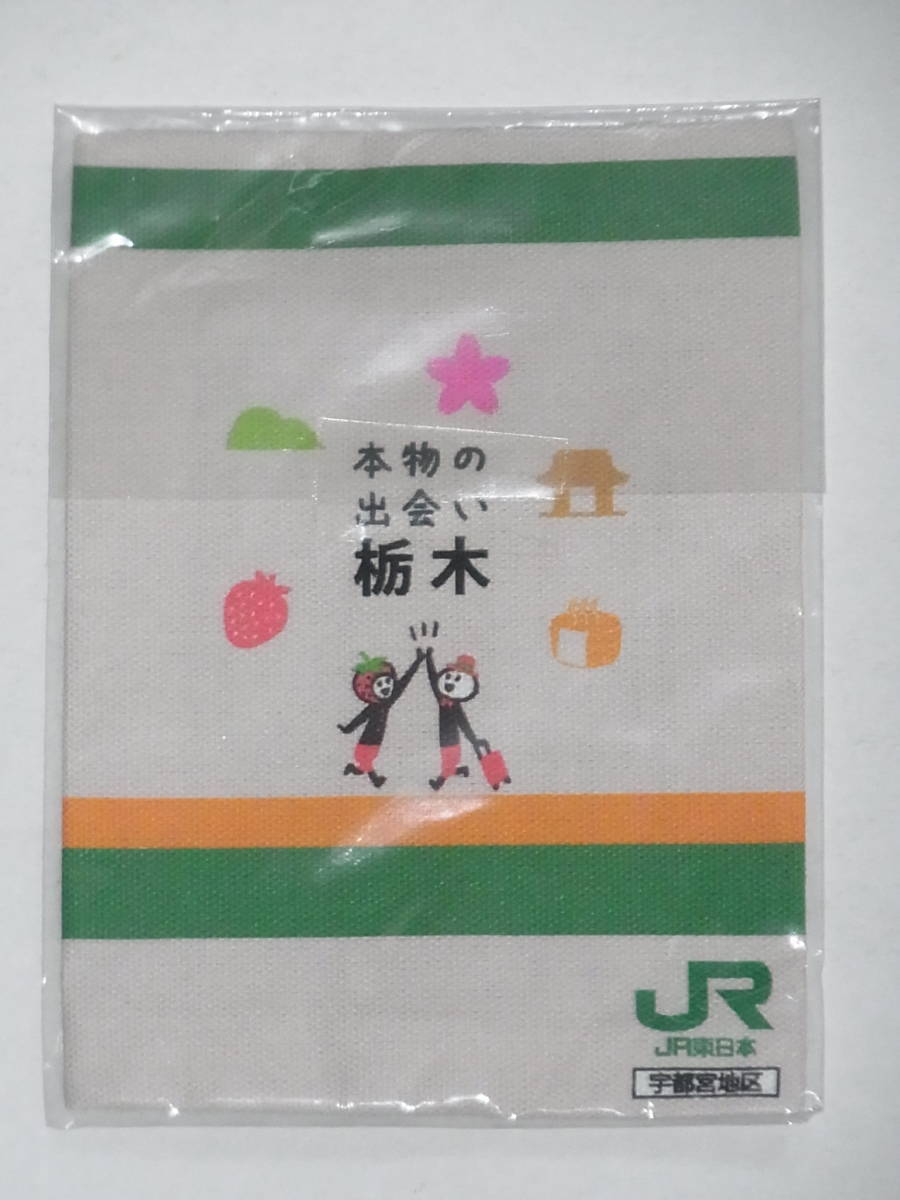 本物の
出会い
栃木
JR
JR東日本
宇都宮地区